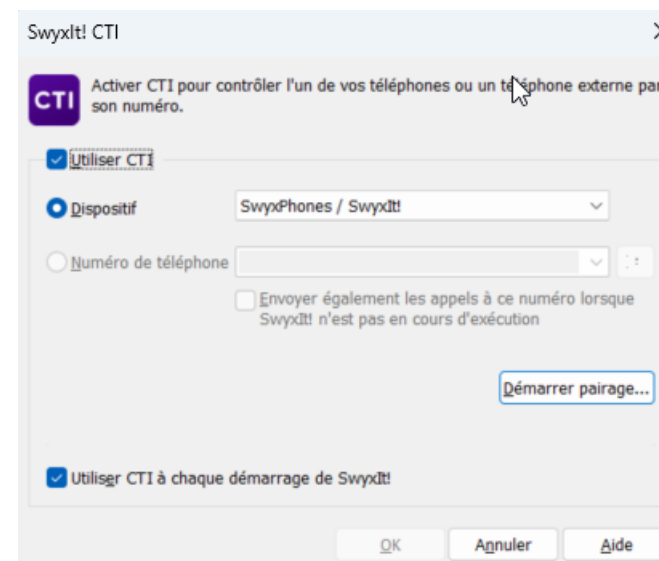 SwyxIt! CTI
CTI
Activer CTI pour contrôler l'un de vos téléphones ou un téléphone externe par
son numéro.
Utiliser CTI
Dispositif
SwyxPhones / SwyxIt!
Numéro de téléphone
Envoyer également les appels à ce numéro lorsque
SwyxIt! n'est pas en cours d'exécution
Démarrer pairage...
Utiliser CTI à chaque démarrage de SwyxIt!
OK
Annuler
Aide